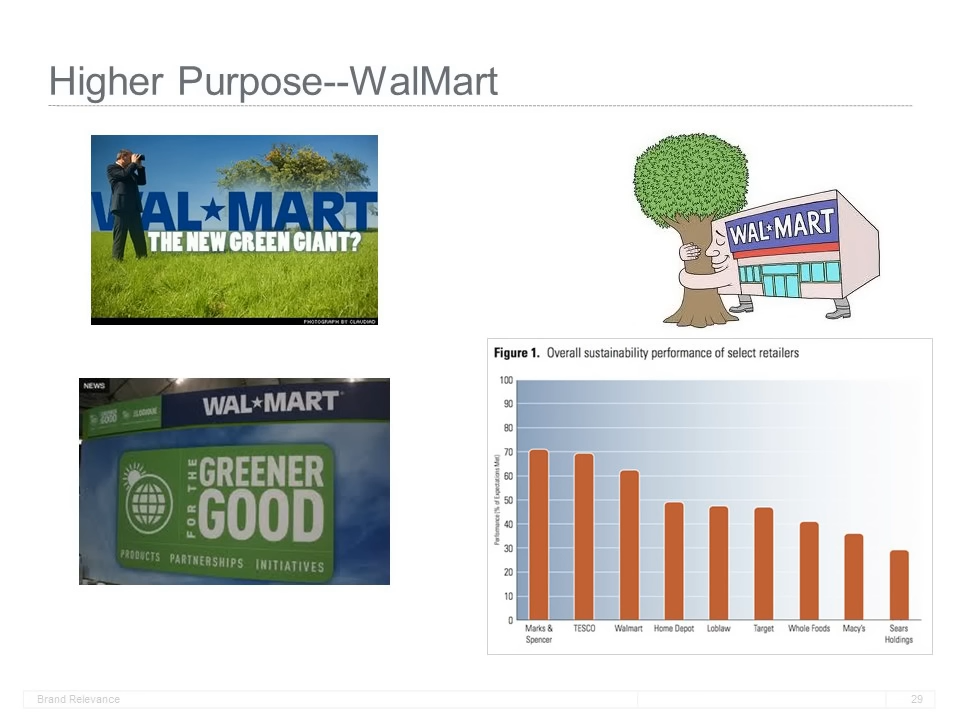 Higher Purpose--WalMart
WAL★MART
THE NEW GREEN GIANT?
PHOTOGRAPH BY CLAUDIAD
WAL★MART
NEWS
WAL★MART
FOR THE
GREENER
GOOD
PRODUCTS PARTNERSHIPS INITIATIVES
Figure 1. Overall sustainability performance of select retailers
Performance (% of Expectations Met)
100
90
80
70
60
50
40
30
20
10
0
Marks & Spencer TESCO Walmart Home Depot Loblaw Target Whole Foods Macy's Sears Holdings
Brand Relevance 29